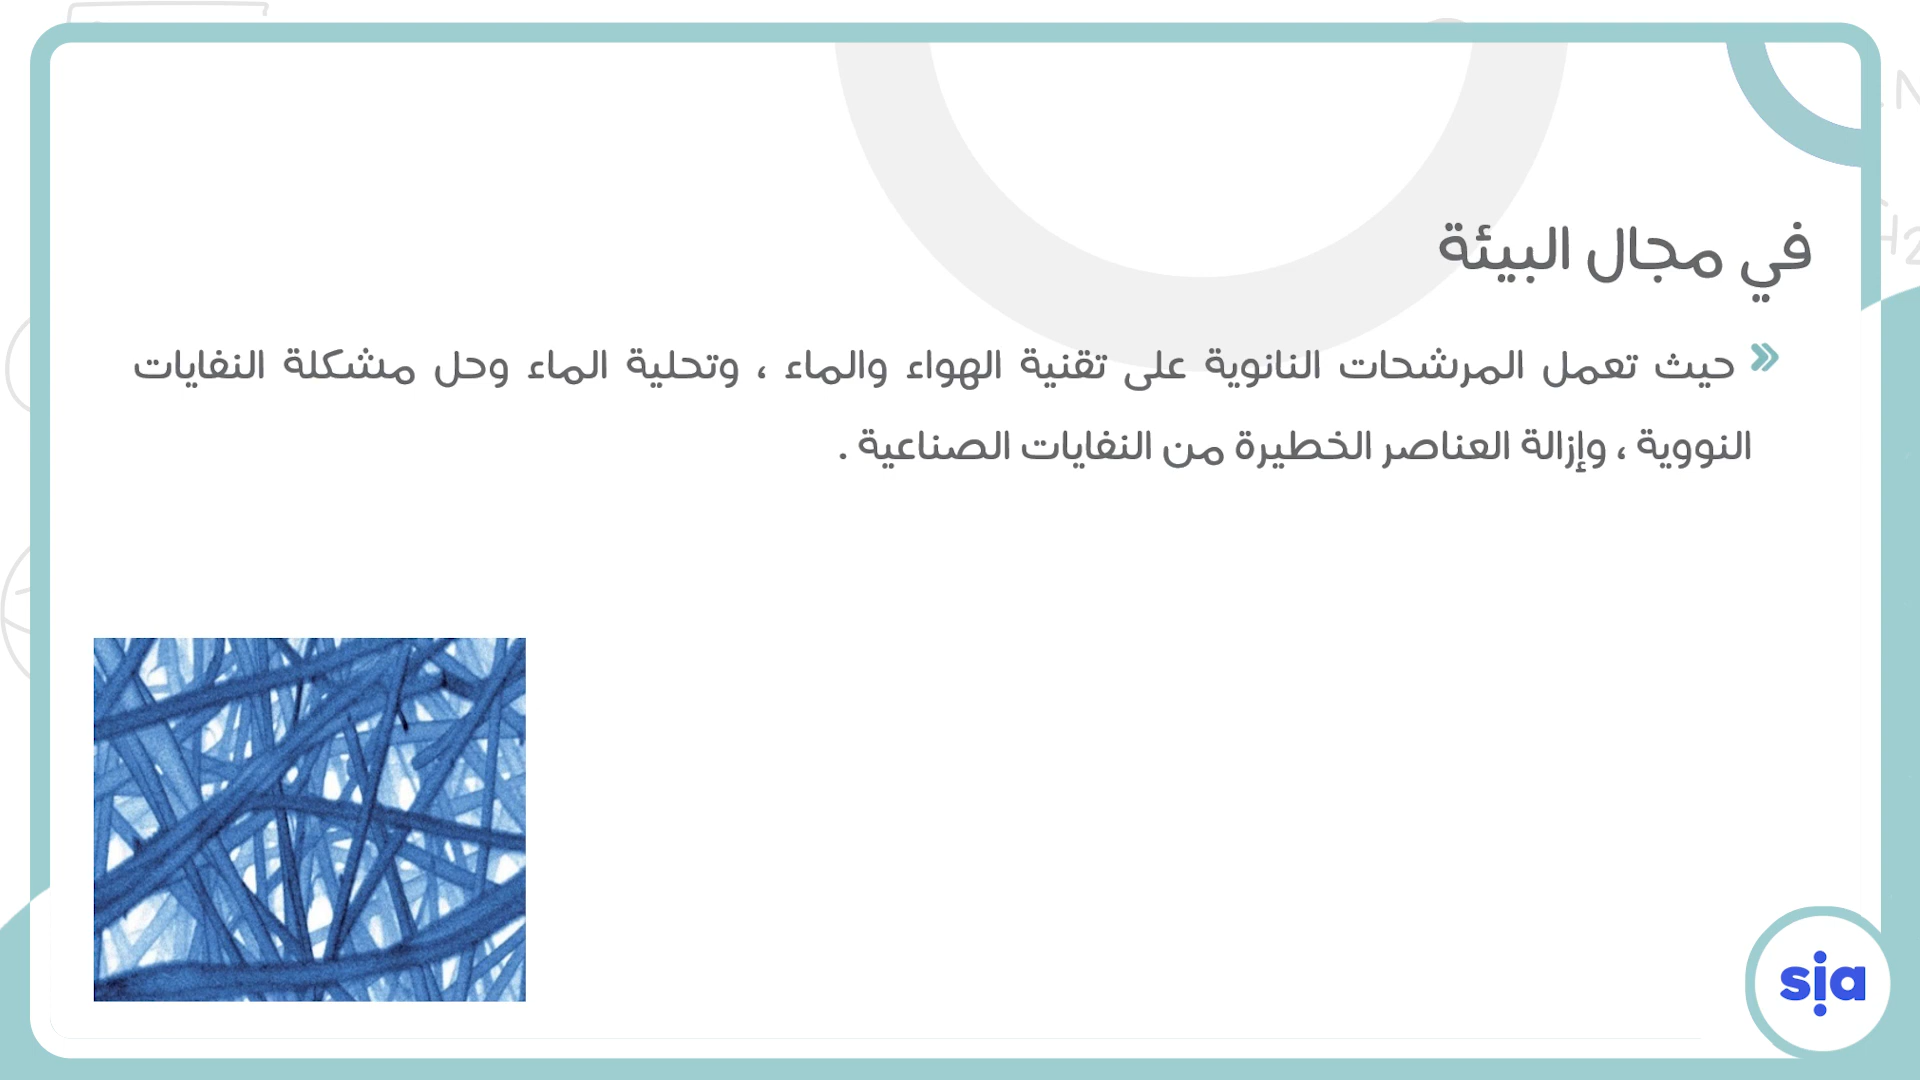 في مجال البيئة
حيث تعمل المرشحات النانوية على تقنية الهواء والماء ، وتحلية الماء وحل مشكلة النفايات
النووية ، وإزالة العناصر الخطيرة من النفايات الصناعية .
sia